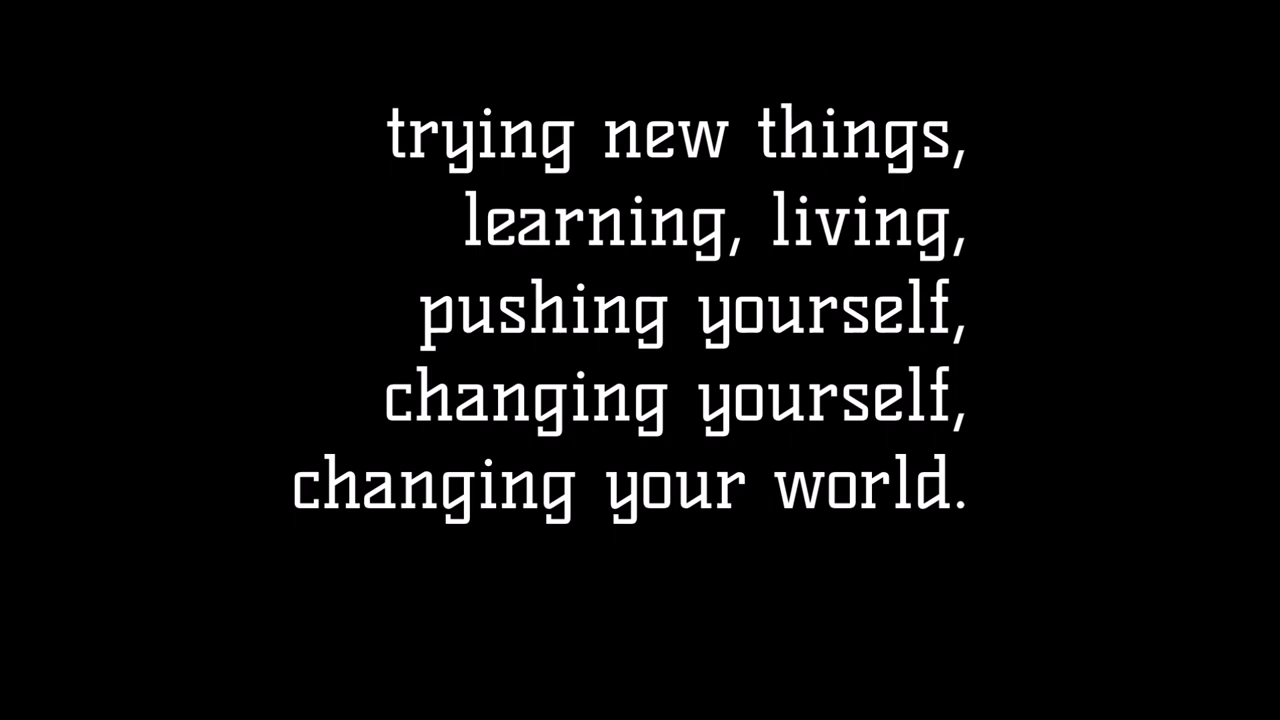 trying new things,
learning, living,
pushing yourself,
changing yourself,
changing your world.